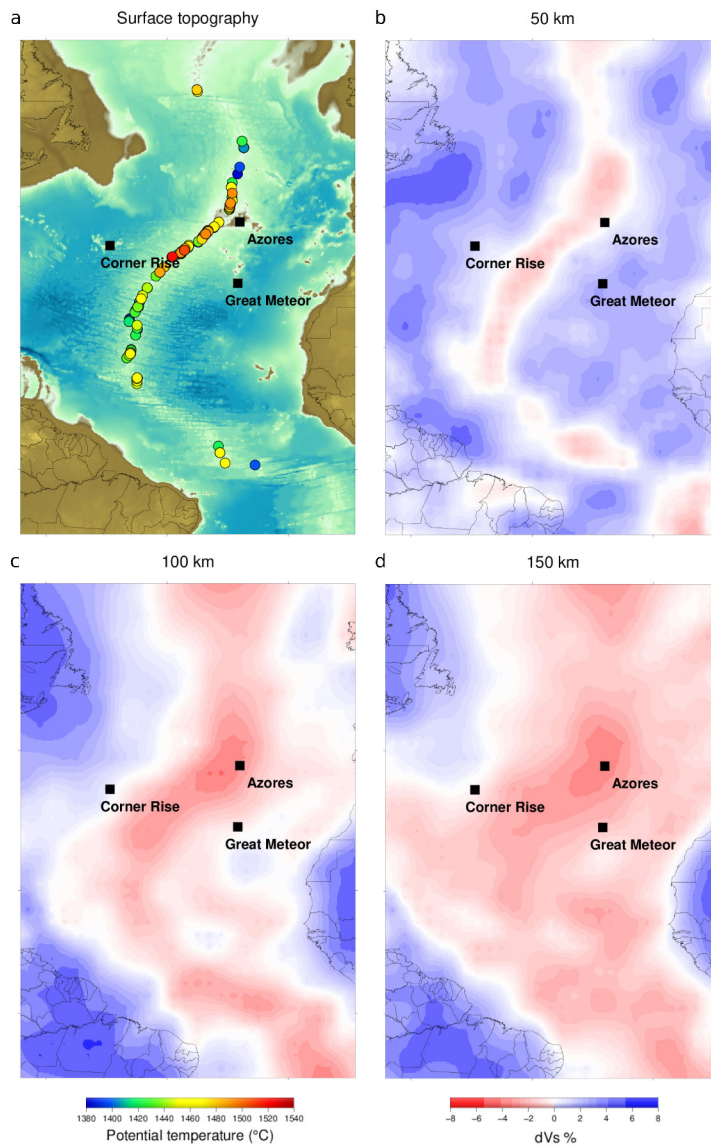 a Surface topography
b 50 km
Azores
Corner Rise
Great Meteor
Azores
Corner Rise
Great Meteor
c 100 km
d 150 km
Azores
Corner Rise
Great Meteor
Azores
Corner Rise
Great Meteor
1380 1400 1420 1440 1460 1480 1500 1520 1540
Potential temperature (°C)
−8 −6 −4 −2 0 2 4 6 8
dVs %